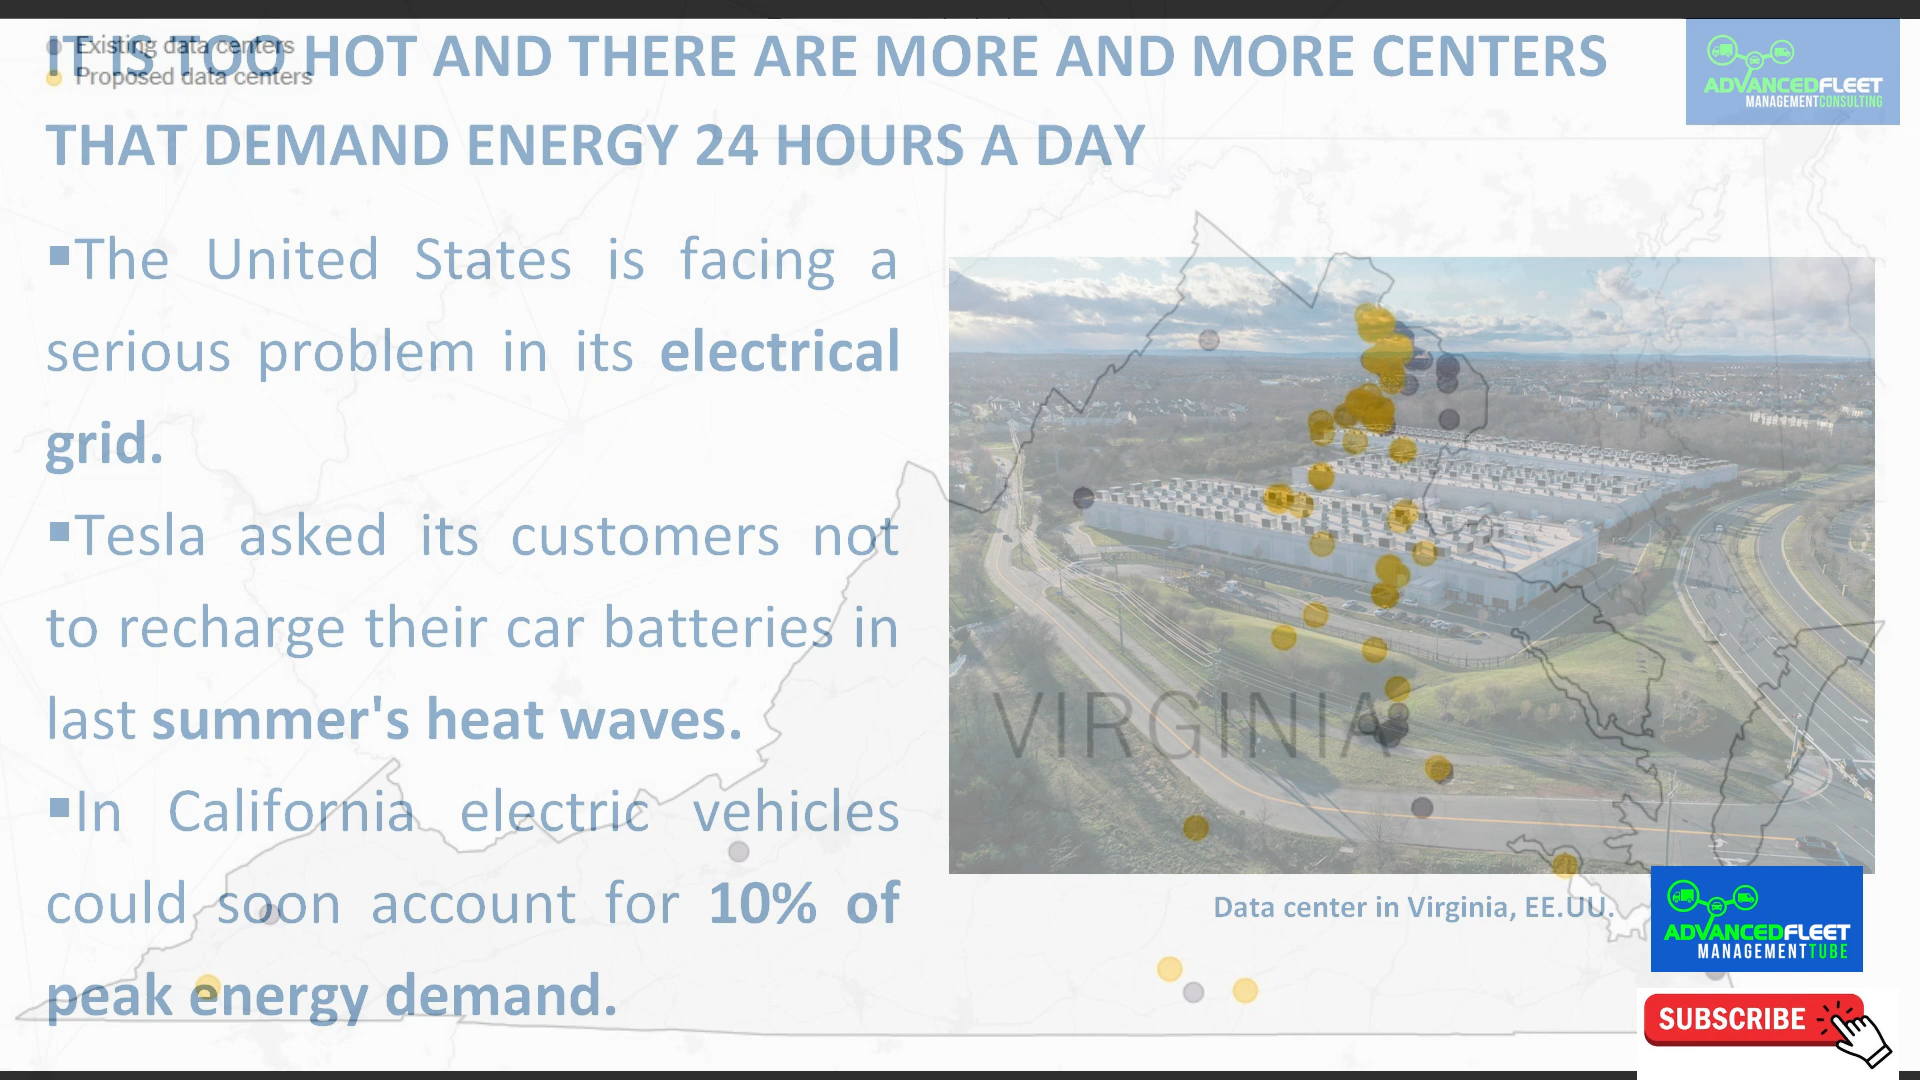 Existing data centers
Proposed data centers
IT IS TOO HOT AND THERE ARE MORE AND MORE CENTERS
THAT DEMAND ENERGY 24 HOURS A DAY
ADVANCEDFLEET
MANAGEMENTCONSULTING
▪The United States is facing a
serious problem in its electrical
grid.
▪Tesla asked its customers not
to recharge their car batteries in
last summer's heat waves.
▪In California electric vehicles
could soon account for 10% of
peak energy demand.
VIRGINIA
Data center in Virginia, EE.UU.
ADVANCEDFLEET
MANAGEMENTTUBE
SUBSCRIBE